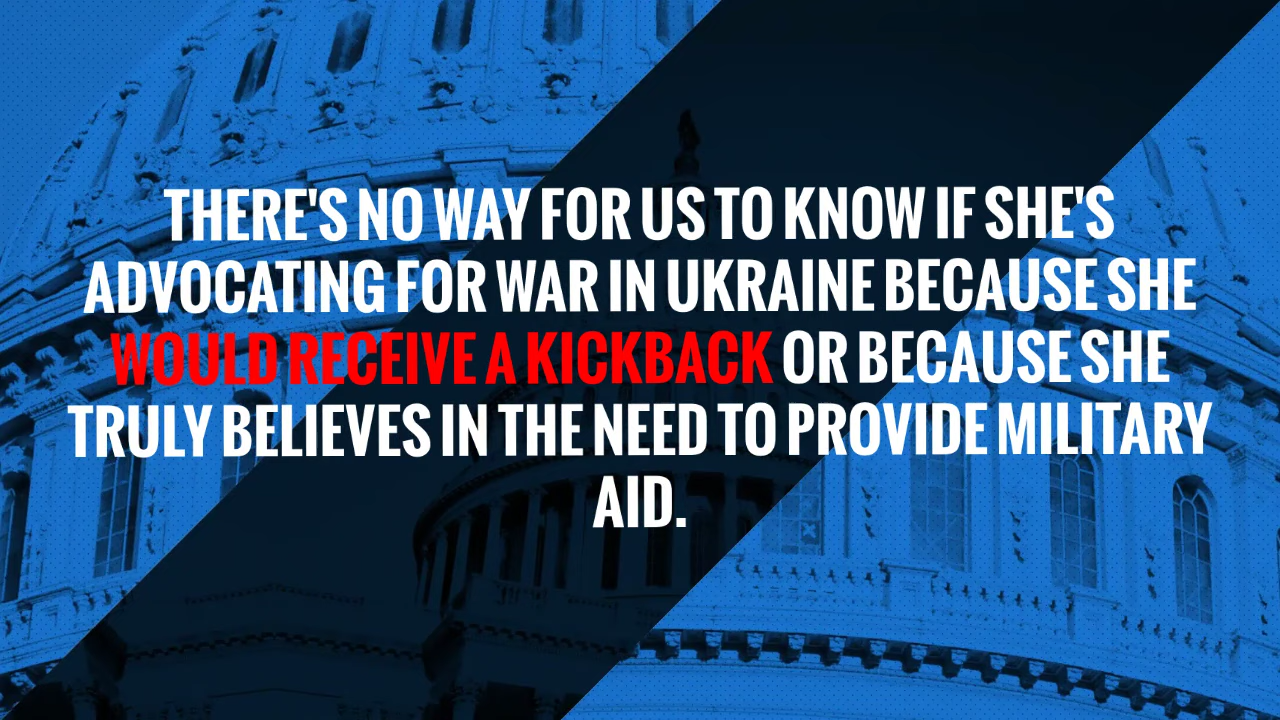 THERE'S NO WAY FOR US TO KNOW IF SHE'S
ADVOCATING FOR WAR IN UKRAINE BECAUSE SHE
WOULD RECEIVE A KICKBACK OR BECAUSE SHE
TRULY BELIEVES IN THE NEED TO PROVIDE MILITARY
AID.